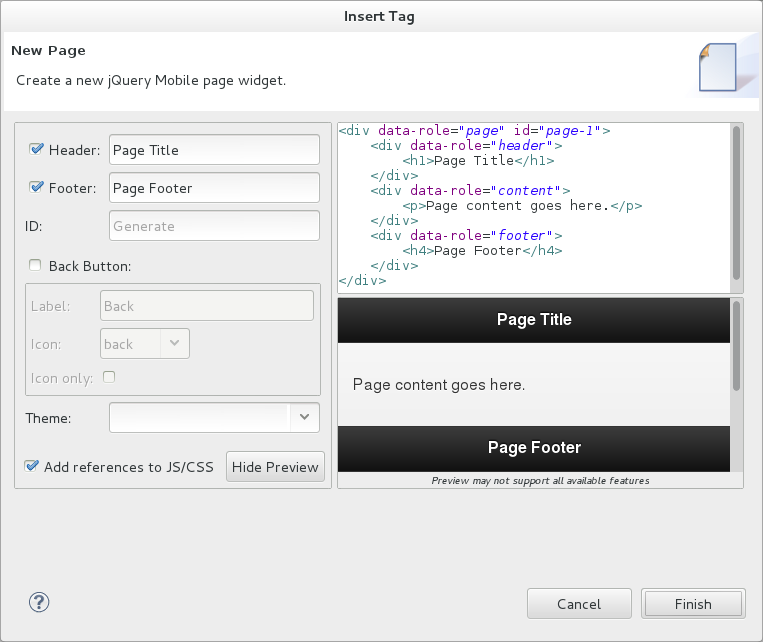 Insert Tag
New Page
Create a new jQuery Mobile page widget.
Header: Page Title
Footer: Page Footer
ID: Generate
Back Button:
Label: Back
Icon: back
Icon only:
Theme:
Add references to JS/CSS Hide Preview
<div data-role="page" id="page-1">
<div data-role="header">
<h1>Page Title</h1>
</div>
<div data-role="content">
<p>Page content goes here.</p>
</div>
<div data-role="footer">
<h4>Page Footer</h4>
</div>
</div>
Page Title
Page content goes here.
Page Footer
Preview may not support all available features
? Cancel Finish